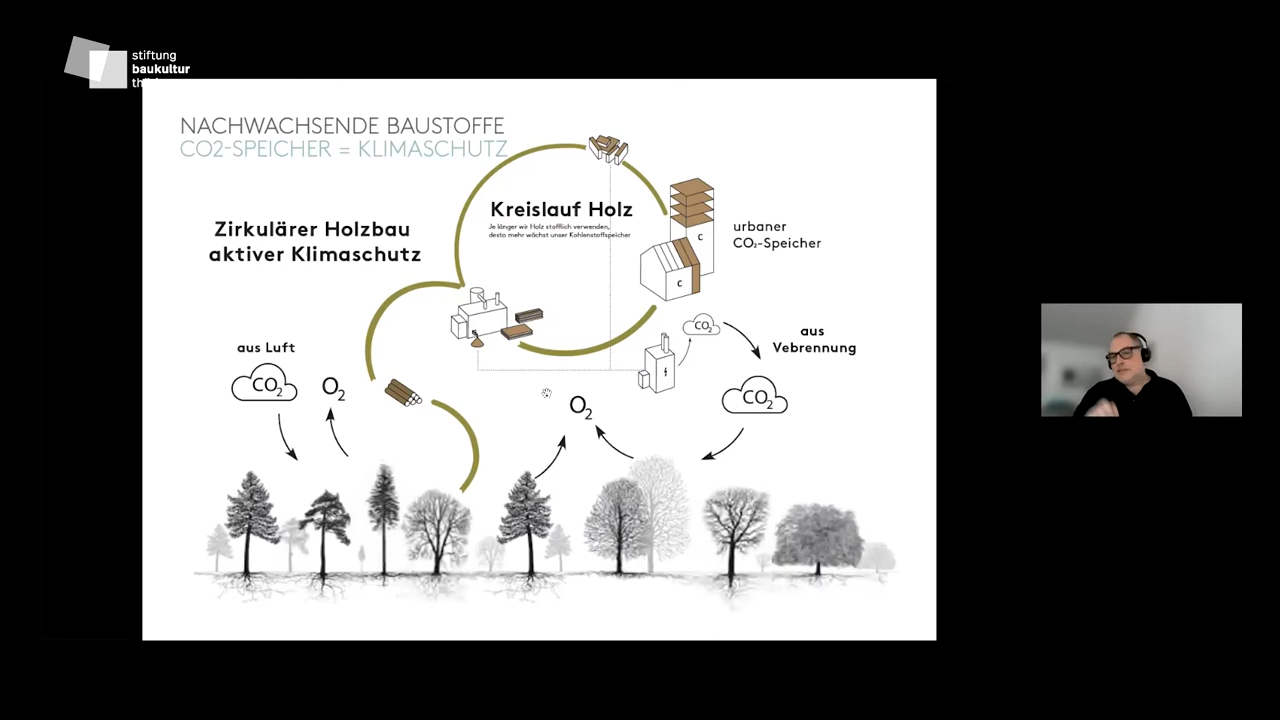 stiftung
baukultur
NACHWACHSENDE BAUSTOFFE
CO2-SPEICHER = KLIMASCHUTZ
Zirkulärer Holzbau
aktiver Klimaschutz
Kreislauf Holz
Je länger wir Holz stofflich verwenden,
desto mehr wächst unser Kohlenstoffspeicher
urbaner
CO₂-Speicher
C
C
aus Luft
CO₂
O₂
CO₂
aus
Vebrennung
CO₂
O₂